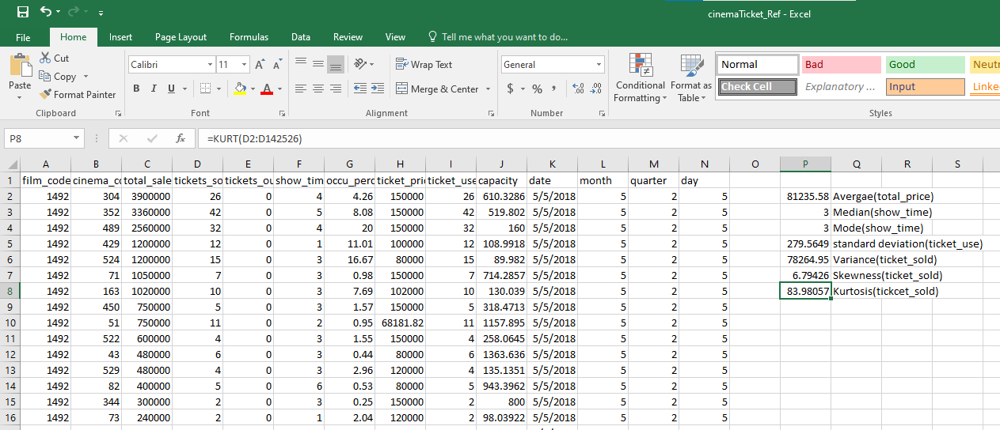 cinemaTicket_Ref - Excel
File Home Insert Page Layout Formulas Data Review View Tell me what you want to do...
Paste Cut Copy Format Painter
Calibri 11 A A B I U A
Wrap Text Merge & Center
General $ % , .0 .00 .00 .0
Conditional Formatting Format as Table
Normal Bad Good Neutr
Check Cell Explanatory ... Input Linke
Clipboard Font Alignment Number Styles
P8 fx =KURT(D2:D142526)
A B C D E F G H I J K L M N O P Q R S
1 film_code cinema_co total_sale tickets_so tickets_ou show_tim occu_perc ticket_pri ticket_use capacity date month quarter day
2 1492 304 3900000 26 0 4 4.26 150000 26 610.3286 5/5/2018 5 2 5 81235.58 Avergae(total_price)
3 1492 352 3360000 42 0 5 8.08 150000 42 519.802 5/5/2018 5 2 5 3 Median(show_time)
4 1492 489 2560000 32 0 4 20 150000 32 160 5/5/2018 5 2 5 3 Mode(show_time)
5 1492 429 1200000 12 0 1 11.01 100000 12 108.9918 5/5/2018 5 2 5 279.5649 standard deviation(ticket_use)
6 1492 524 1200000 15 0 3 16.67 80000 15 89.982 5/5/2018 5 2 5 78264.95 Variance(ticket_sold)
7 1492 71 1050000 7 0 3 0.98 150000 7 714.2857 5/5/2018 5 2 5 6.79426 Skewness(ticket_sold)
8 1492 163 1020000 10 0 3 7.69 102000 10 130.039 5/5/2018 5 2 5 83.98057 Kurtosis(tickcet_sold)
9 1492 450 750000 5 0 3 1.57 150000 5 318.4713 5/5/2018 5 2 5
10 1492 51 750000 11 0 2 0.95 68181.82 11 1157.895 5/5/2018 5 2 5
11 1492 522 600000 4 0 3 1.55 150000 4 258.0645 5/5/2018 5 2 5
12 1492 43 480000 6 0 3 0.44 80000 6 1363.636 5/5/2018 5 2 5
13 1492 529 480000 4 0 3 2.96 120000 4 135.1351 5/5/2018 5 2 5
14 1492 82 400000 5 0 6 0.53 80000 5 943.3962 5/5/2018 5 2 5
15 1492 344 300000 2 0 3 0.25 150000 2 800 5/5/2018 5 2 5
16 1492 73 240000 2 0 1 2.04 120000 2 98.03922 5/5/2018 5 2 5